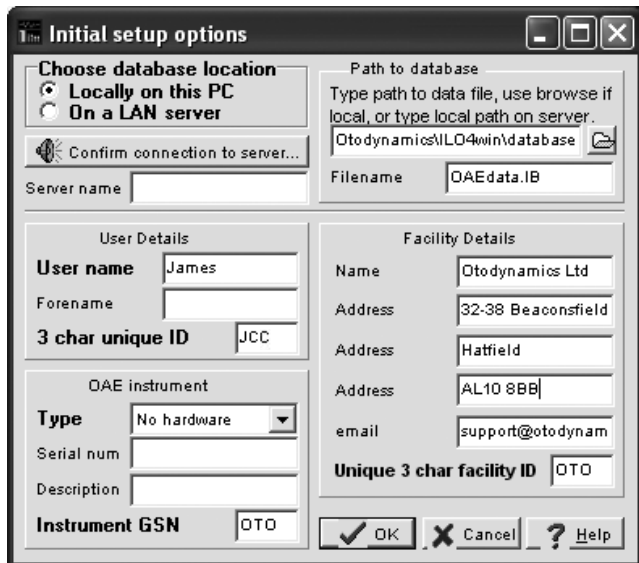 Initial setup options
Choose database location
Locally on this PC
On a LAN server
Confirm connection to server...
Server name
Path to database
Type path to data file, use browse if
local, or type local path on server.
Otodynamics\ILO4win\database
Filename OAEdata.IB
User Details
User name James
Forename
3 char unique ID JCC
OAE instrument
Type No hardware
Serial num
Description
Instrument GSN OTO
Facility Details
Name Otodynamics Ltd
Address 32-38 Beaconsfield
Address Hatfield
Address AL10 8BB
email support@otodynam
Unique 3 char facility ID OTO
OK Cancel Help